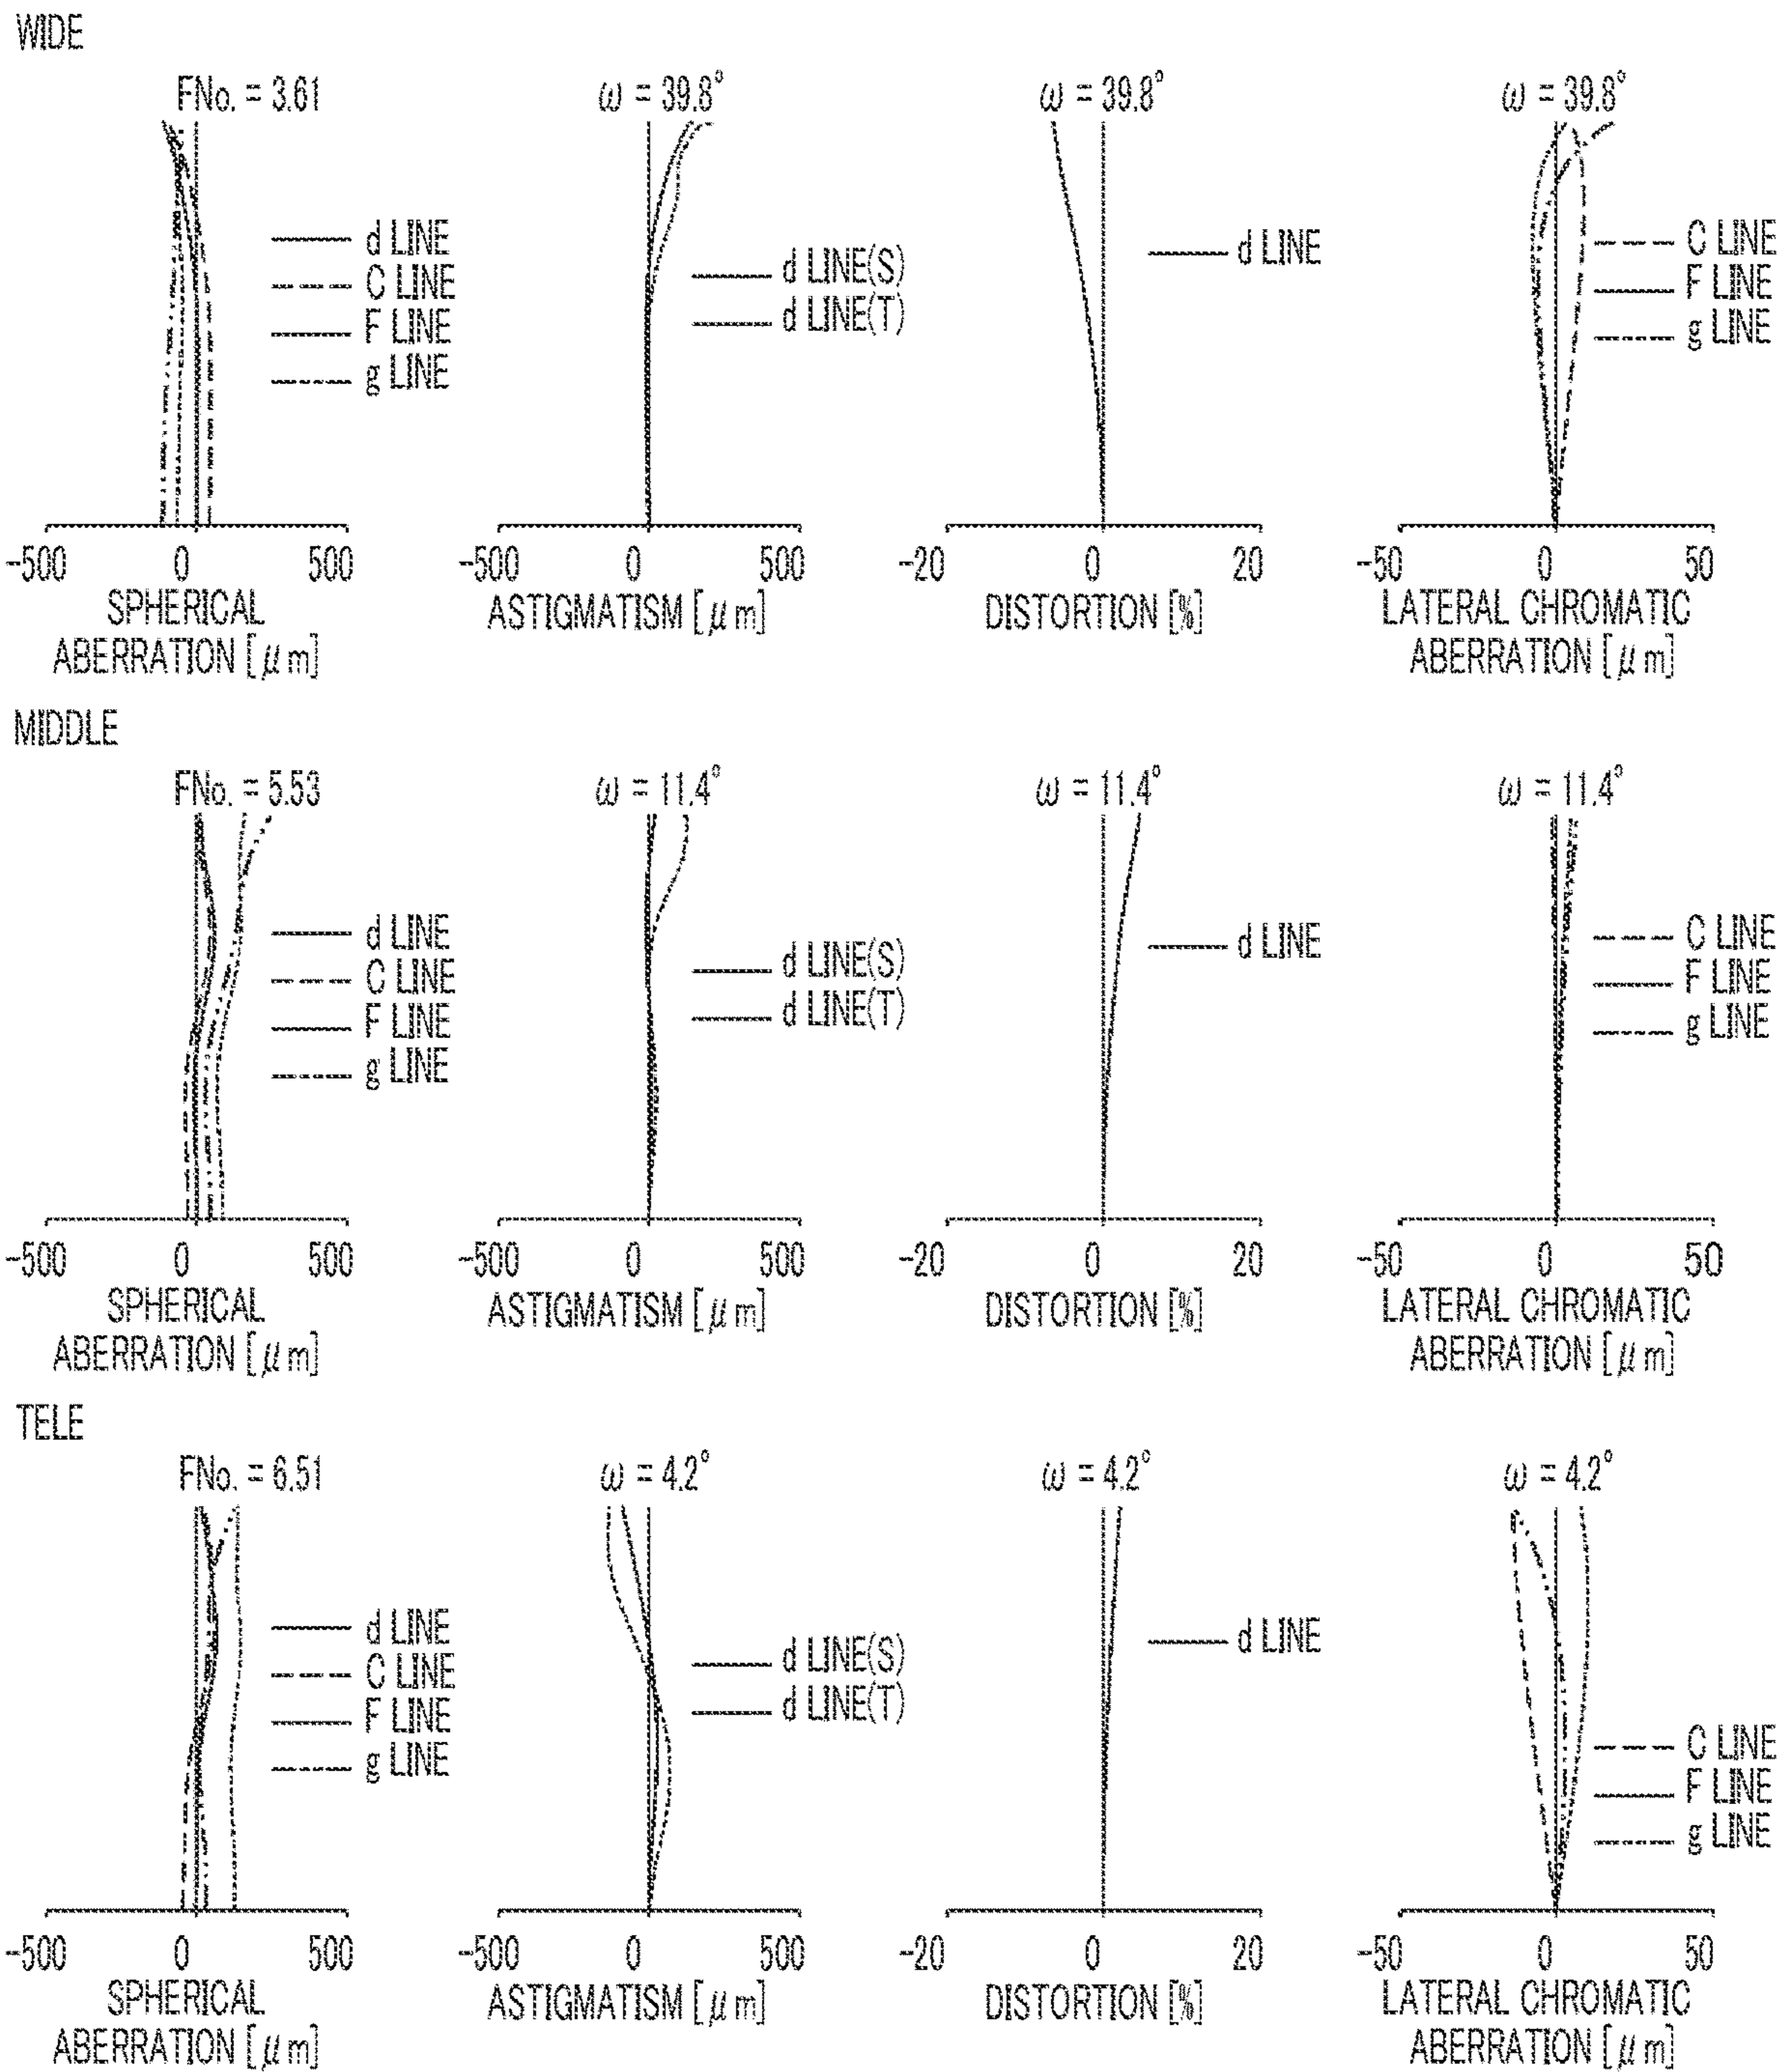 WIDE
FNo. = 3.61
d LINE
C LINE
F LINE
g LINE
-500 0 500
SPHERICAL
ABERRATION [μm]
ω = 39.8°
d LINE(S)
d LINE(T)
-500 0 500
ASTIGMATISM [μm]
ω = 39.8°
d LINE
-20 0 20
DISTORTION [%]
ω = 39.8°
C LINE
F LINE
g LINE
-50 0 50
LATERAL CHROMATIC
ABERRATION [μm]
MIDDLE
FNo. = 5.53
d LINE
C LINE
F LINE
g LINE
-500 0 500
SPHERICAL
ABERRATION [μm]
ω = 11.4°
d LINE(S)
d LINE(T)
-500 0 500
ASTIGMATISM [μm]
ω = 11.4°
d LINE
-20 0 20
DISTORTION [%]
ω = 11.4°
C LINE
F LINE
g LINE
-50 0 50
LATERAL CHROMATIC
ABERRATION [μm]
TELE
FNo. = 6.51
d LINE
C LINE
F LINE
g LINE
-500 0 500
SPHERICAL
ABERRATION [μm]
ω = 4.2°
d LINE(S)
d LINE(T)
-500 0 500
ASTIGMATISM [μm]
ω = 4.2°
d LINE
-20 0 20
DISTORTION [%]
ω = 4.2°
C LINE
F LINE
g LINE
-50 0 50
LATERAL CHROMATIC
ABERRATION [μm]